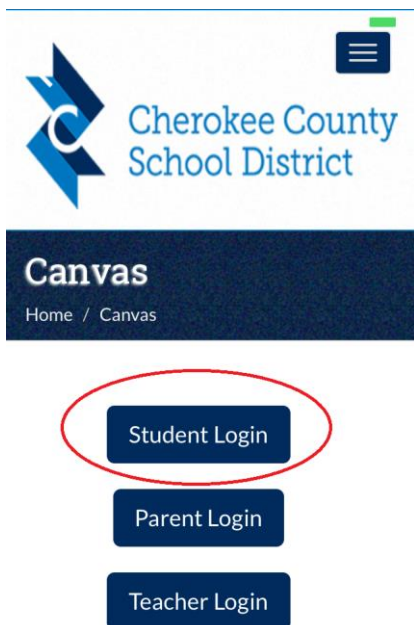 Cherokee County
School District
Canvas
Home / Canvas
Student Login
Parent Login
Teacher Login